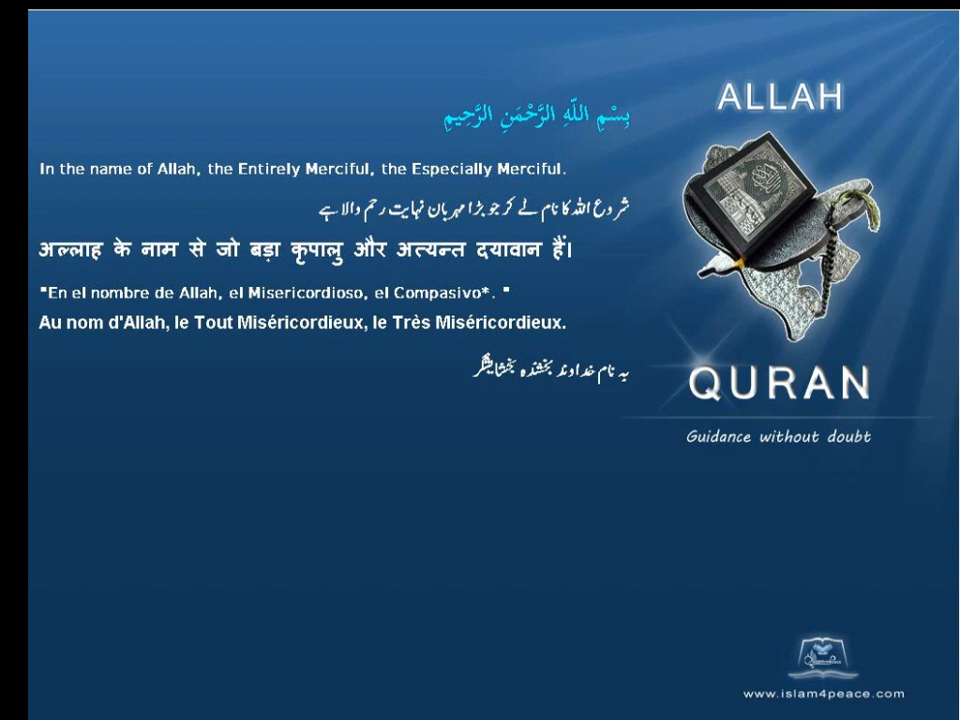 بِسْمِ اللّهِ الرَّحْمَنِ الرَّحِيمِ
In the name of Allah, the Entirely Merciful, the Especially Merciful.
شروع اللہ کا نام لے کر جو بڑا مہربان نہایت رحم والا ہے
अल्लाह के नाम से जो बड़ा कृपालु और अत्यन्त दयावान हैं।
"En el nombre de Allah, el Misericordioso, el Compasivo*. "
Au nom d'Allah, le Tout Miséricordieux, le Très Miséricordieux.
به نام خداوند بخشنده بخشایشگر
ALLAH
QURAN
Guidance without doubt
www.islam4peace.com